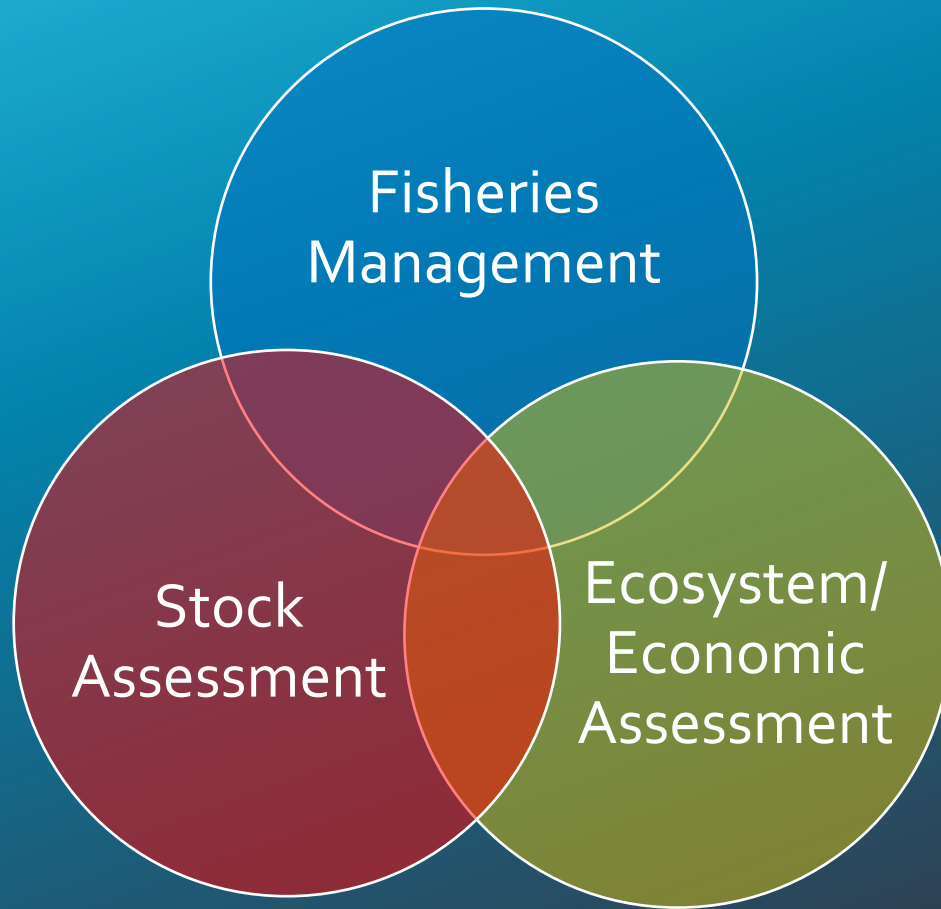 Fisheries
Management
Stock
Assessment
Ecosystem/
Economic
Assessment